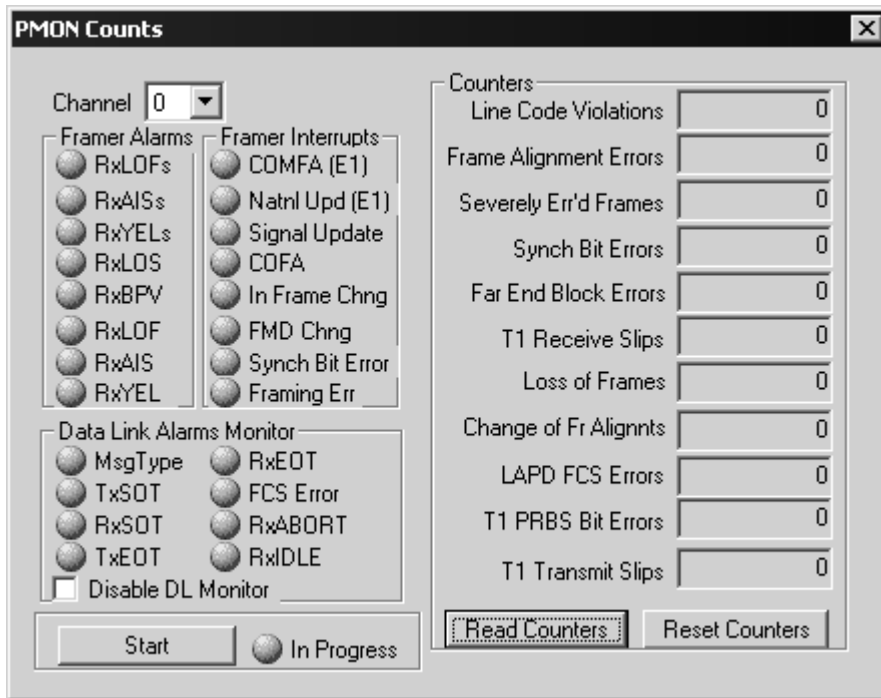 PMON Counts
Channel 0
Framer Alarms
RxLOFs
RxAISs
RxYELs
RxLOS
RxBPV
RxLOF
RxAIS
RxYEL
Framer Interrupts
COMFA (E1)
Natnl Upd (E1)
Signal Update
COFA
In Frame Chng
FMD Chng
Synch Bit Error
Framing Err
Data Link Alarms Monitor
MsgType
TxSOT
RxSOT
TxEOT
RxEOT
FCS Error
RxABORT
RxIDLE
Disable DL Monitor
Start
In Progress
Counters
Line Code Violations 0
Frame Alignment Errors 0
Severely Err'd Frames 0
Synch Bit Errors 0
Far End Block Errors 0
T1 Receive Slips 0
Loss of Frames 0
Change of Fr Alignnts 0
LAPD FCS Errors 0
T1 PRBS Bit Errors 0
T1 Transmit Slips 0
Read Counters
Reset Counters